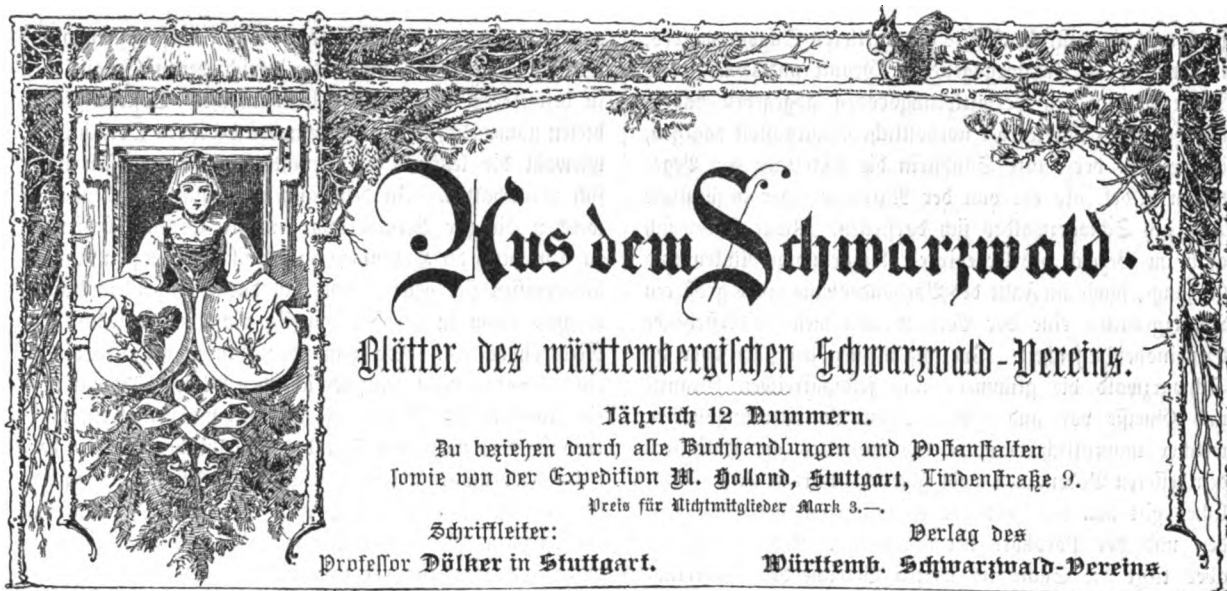 Aus dem Schwarzwald
Blätter des württembergischen Schwarzwald-Vereins.
Jährlich 12 Nummern.
Zu beziehen durch alle Buchhandlungen und Postanstalten
sowie von der Expedition M. Holland, Stuttgart, Lindenstraße 9.
Preis für Nichtmitglieder Mark 3.—.
Schriftleiter:
Professor Dölker in Stuttgart.
Verlag des
Württemb. Schwarzwald-Vereins.